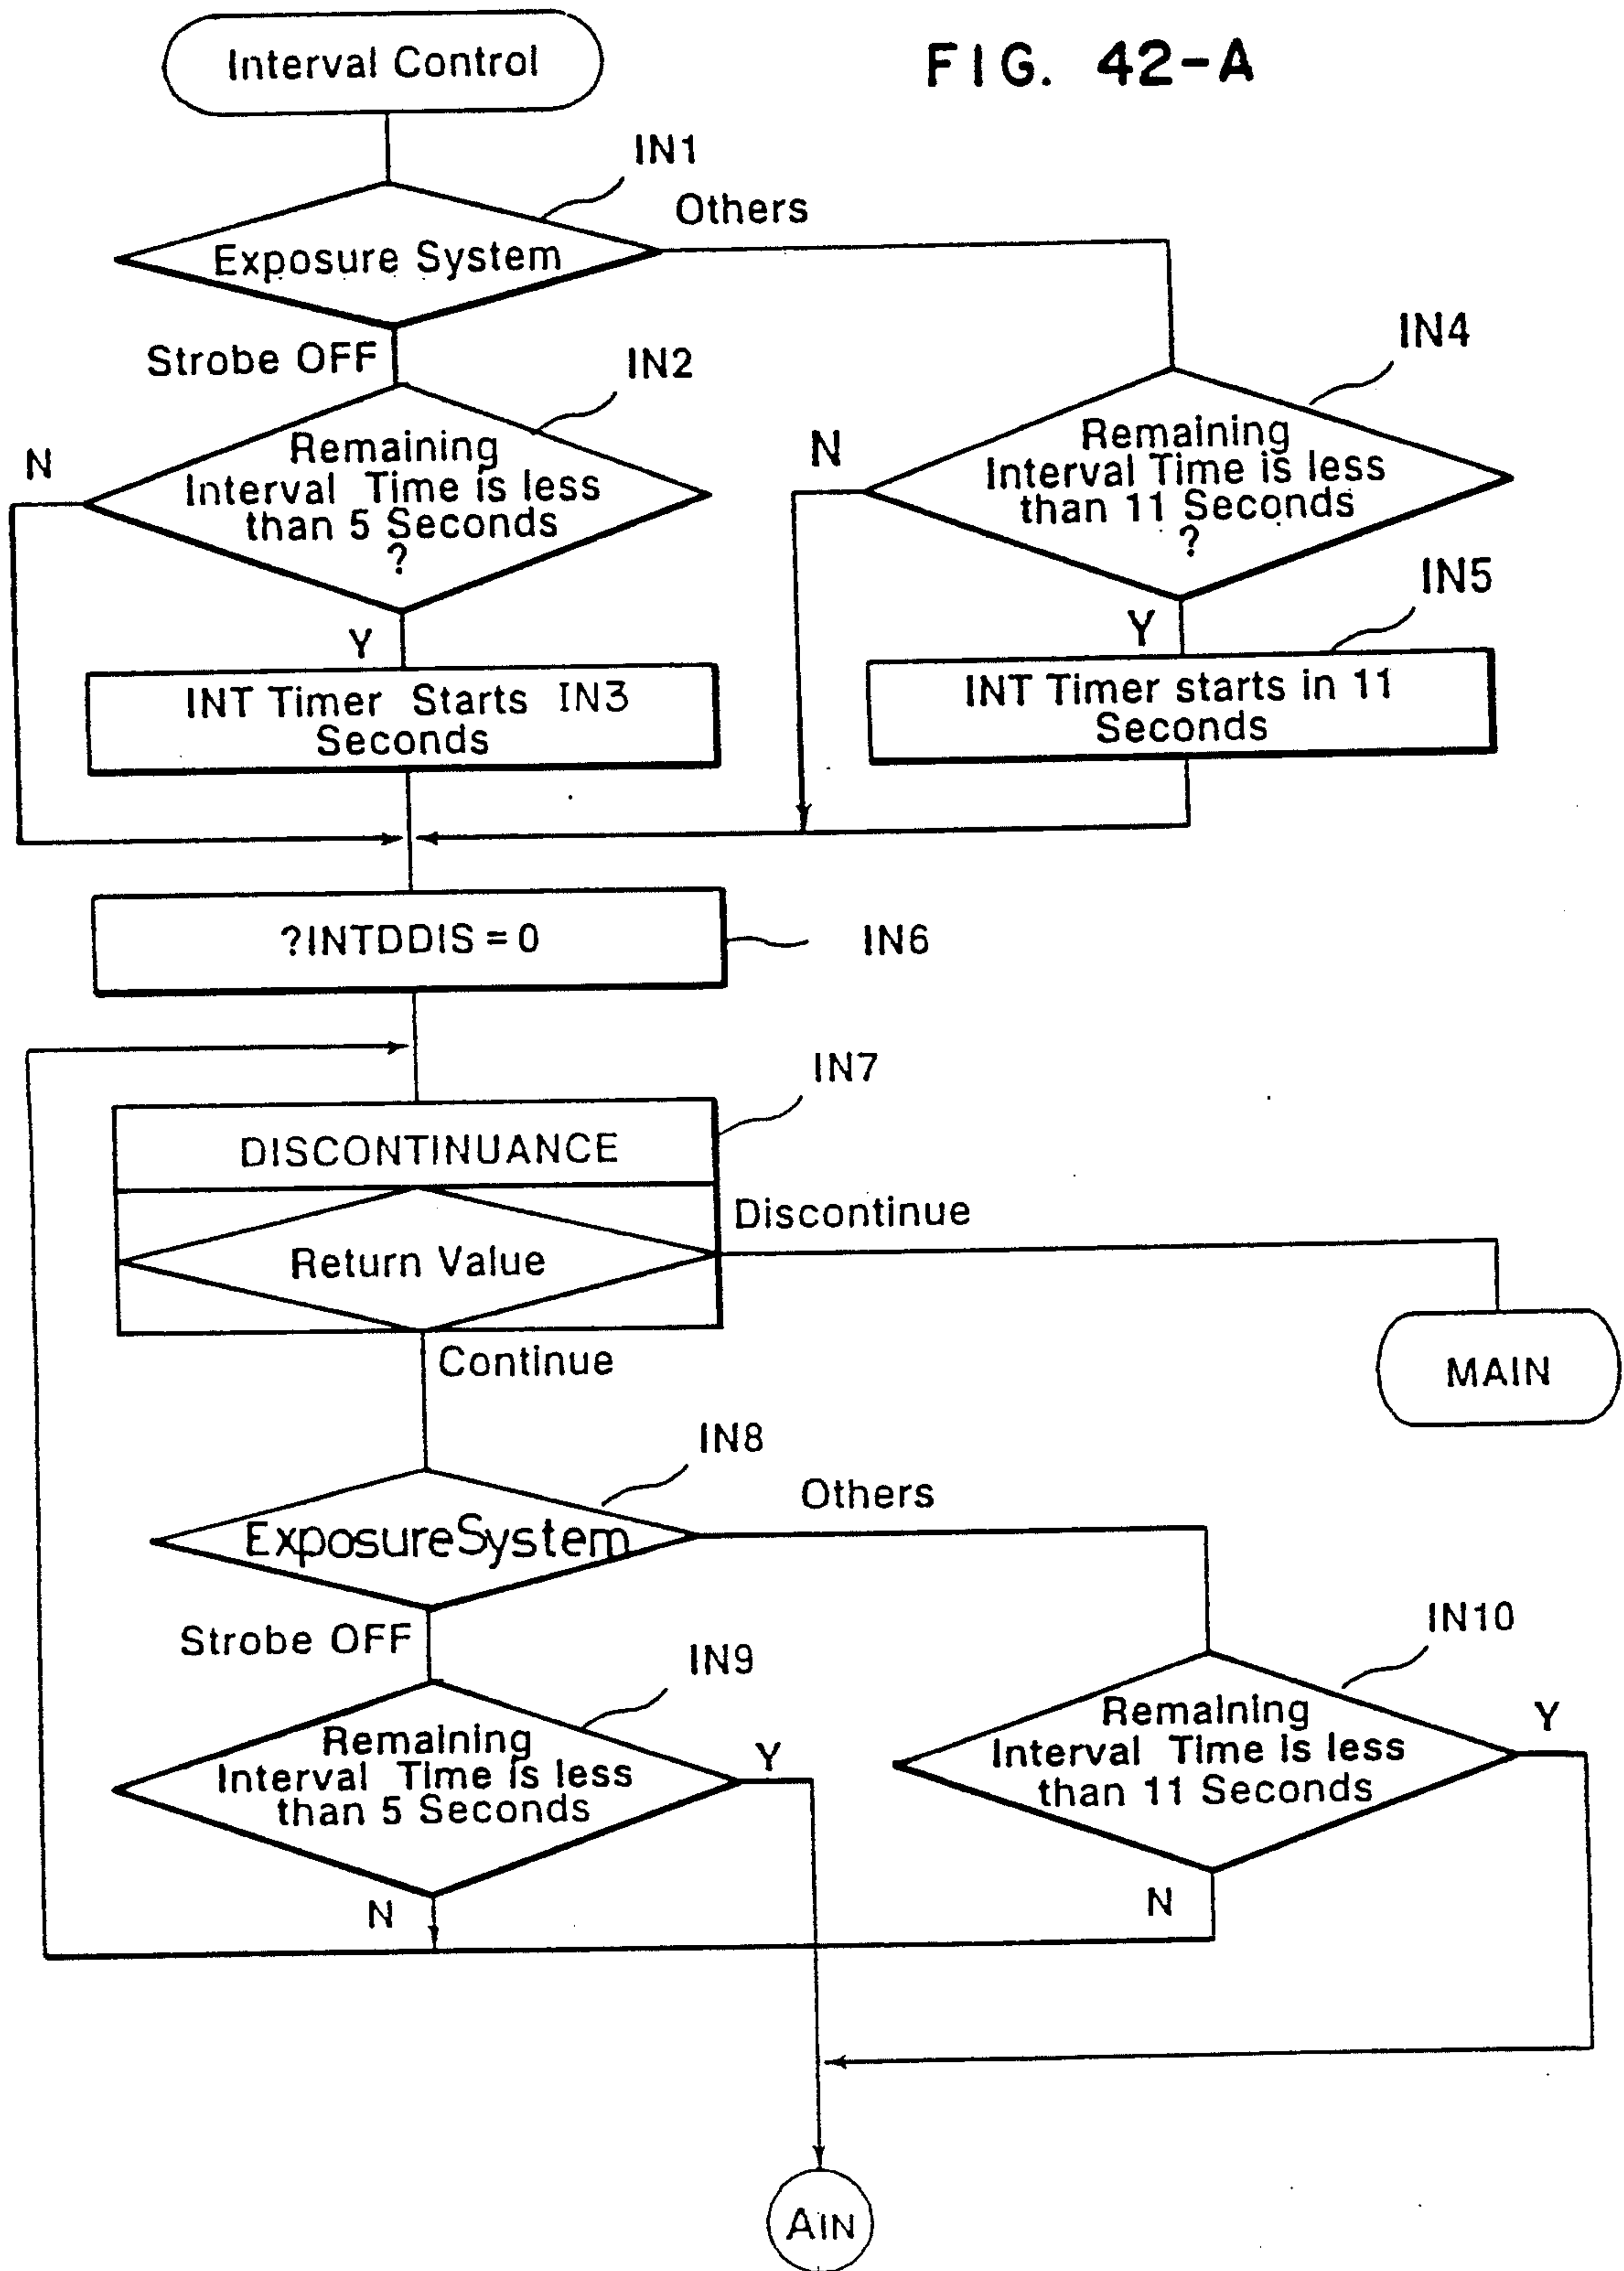 FIG. 42-A
Interval Control
IN1
Exposure System
Others
Strobe OFF
IN2
N
Remaining
Interval Time is less
than 5 Seconds
?
Y
INT Timer Starts IN3
Seconds
IN4
N
Remaining
Interval Time is less
than 11 Seconds
?
Y
IN5
INT Timer starts in 11
Seconds
?INTDDIS = 0
IN6
IN7
DISCONTINUANCE
Return Value
Discontinue
MAIN
Continue
IN8
ExposureSystem
Others
Strobe OFF
IN9
Remaining
Interval Time is less
than 5 Seconds
Y
N
IN10
Remaining
Interval Time is less
than 11 Seconds
Y
N
AIN